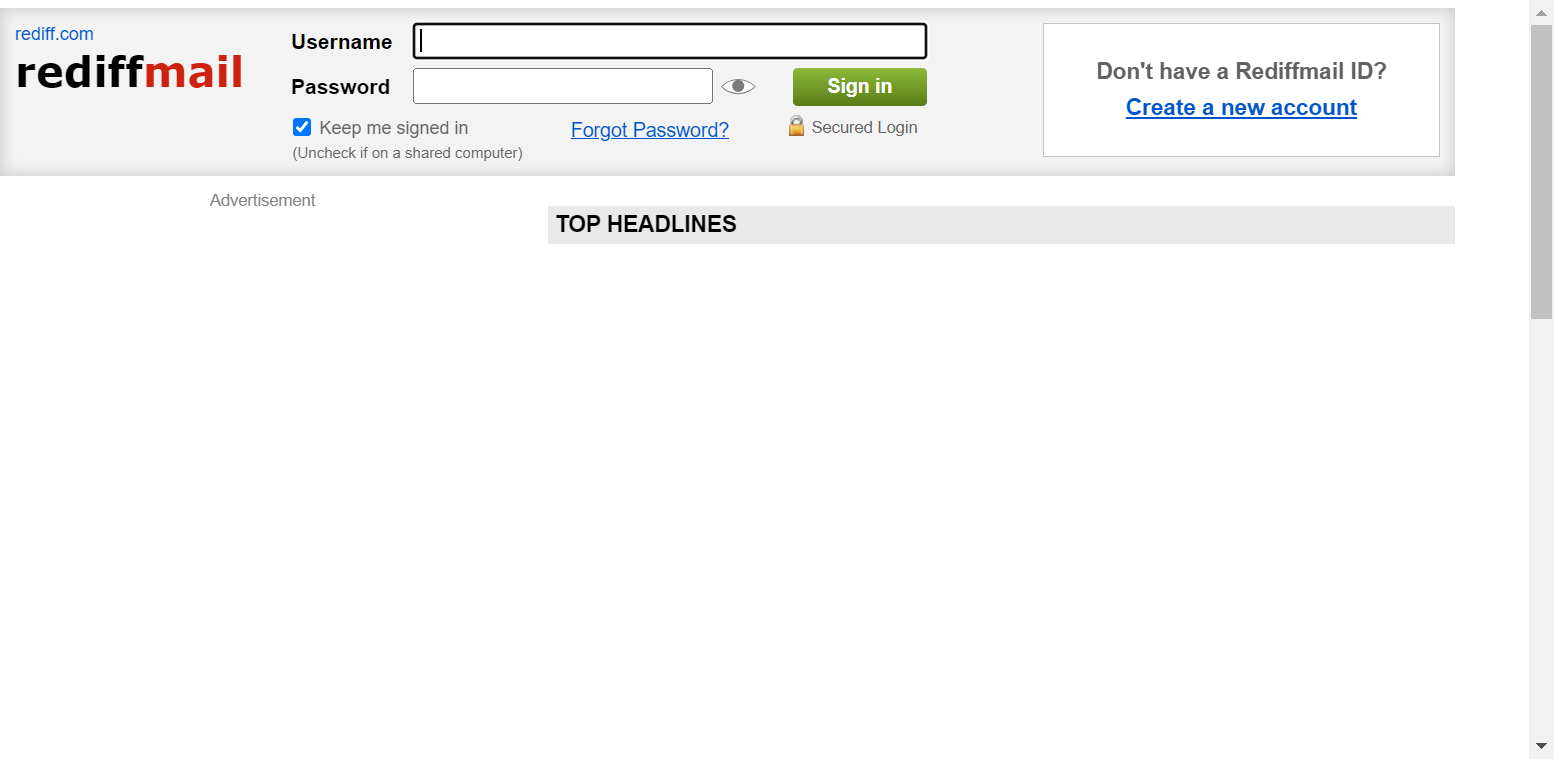 rediff.com
rediffmail
Username
Password
Sign in
Keep me signed in
(Uncheck if on a shared computer)
Forgot Password?
Secured Login
Don't have a Rediffmail ID?
Create a new account
Advertisement
TOP HEADLINES